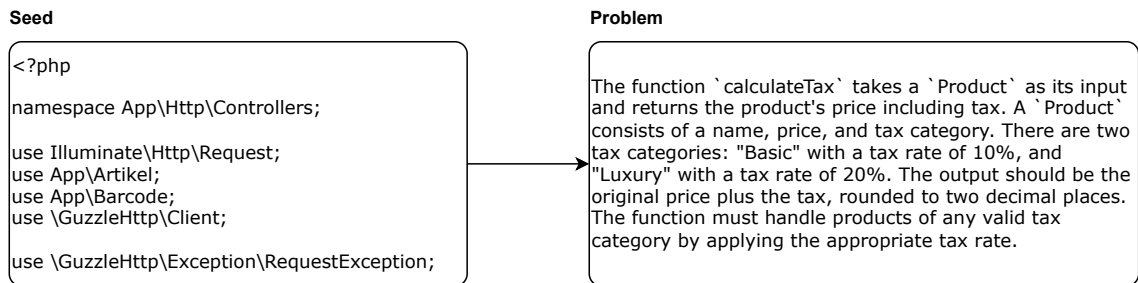 Seed
<?php
namespace App\Http\Controllers;
use Illuminate\Http\Request;
use App\Artikel;
use App\Barcode;
use \GuzzleHttp\Client;
use \GuzzleHttp\Exception\RequestException;
Problem
The function `calculateTax` takes a `Product` as its input
and returns the product's price including tax. A `Product`
consists of a name, price, and tax category. There are two
tax categories: "Basic" with a tax rate of 10%, and
"Luxury" with a tax rate of 20%. The output should be the
original price plus the tax, rounded to two decimal places.
The function must handle products of any valid tax
category by applying the appropriate tax rate.